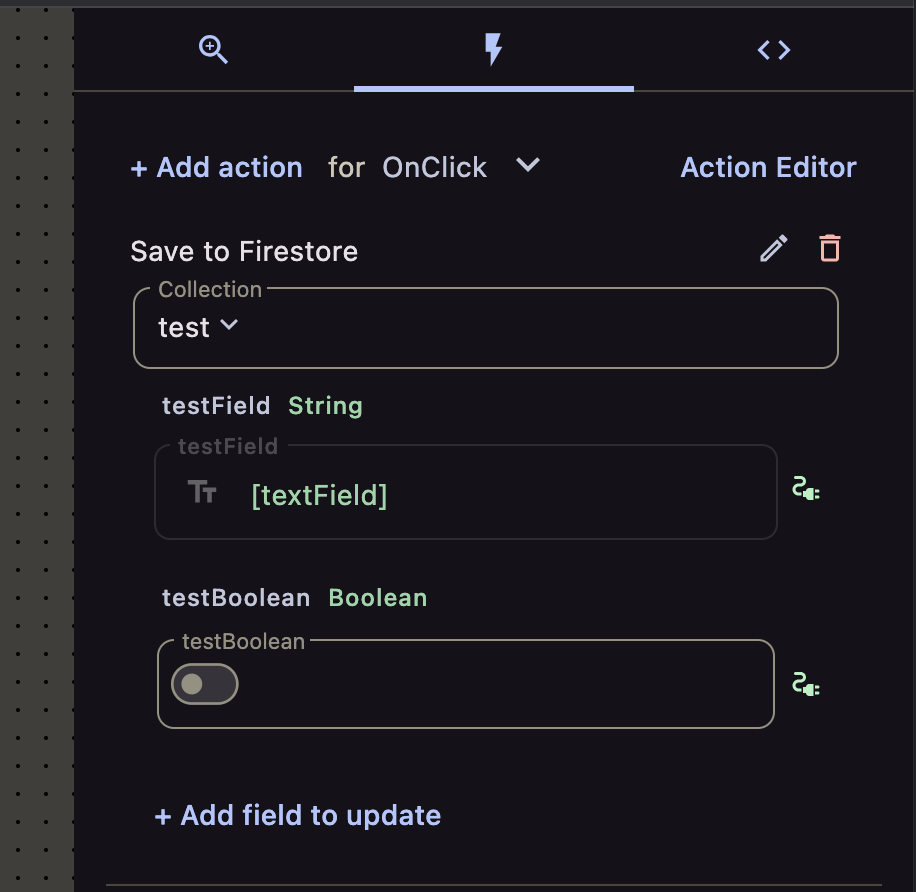 + Add action for OnClick Action Editor
Save to Firestore
Collection
test
testField String
testField
Tт [textField]
testBoolean Boolean
testBoolean
+ Add field to update